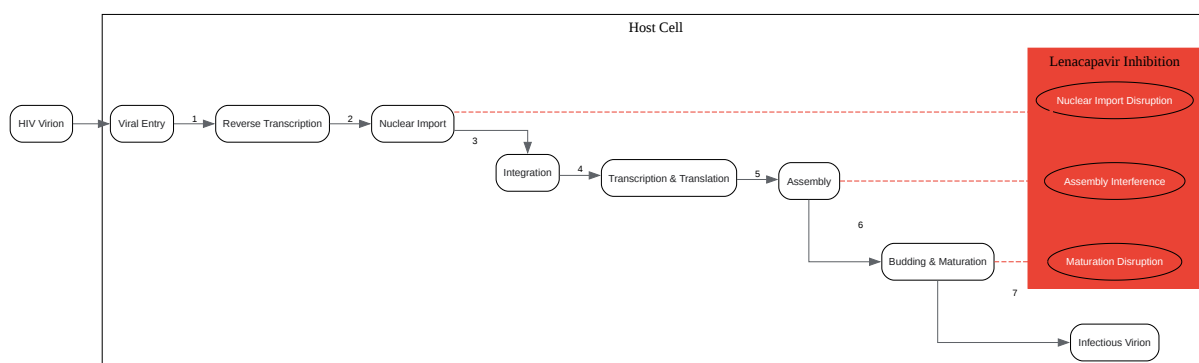 Host Cell
Lenacapavir Inhibition
Nuclear Import Disruption
HIV Virion
Viral Entry
1
Reverse Transcription
2
Nuclear Import
3
Integration
4
Transcription & Translation
5
Assembly
Assembly Interference
6
Budding & Maturation
Maturation Disruption
7
Infectious Virion